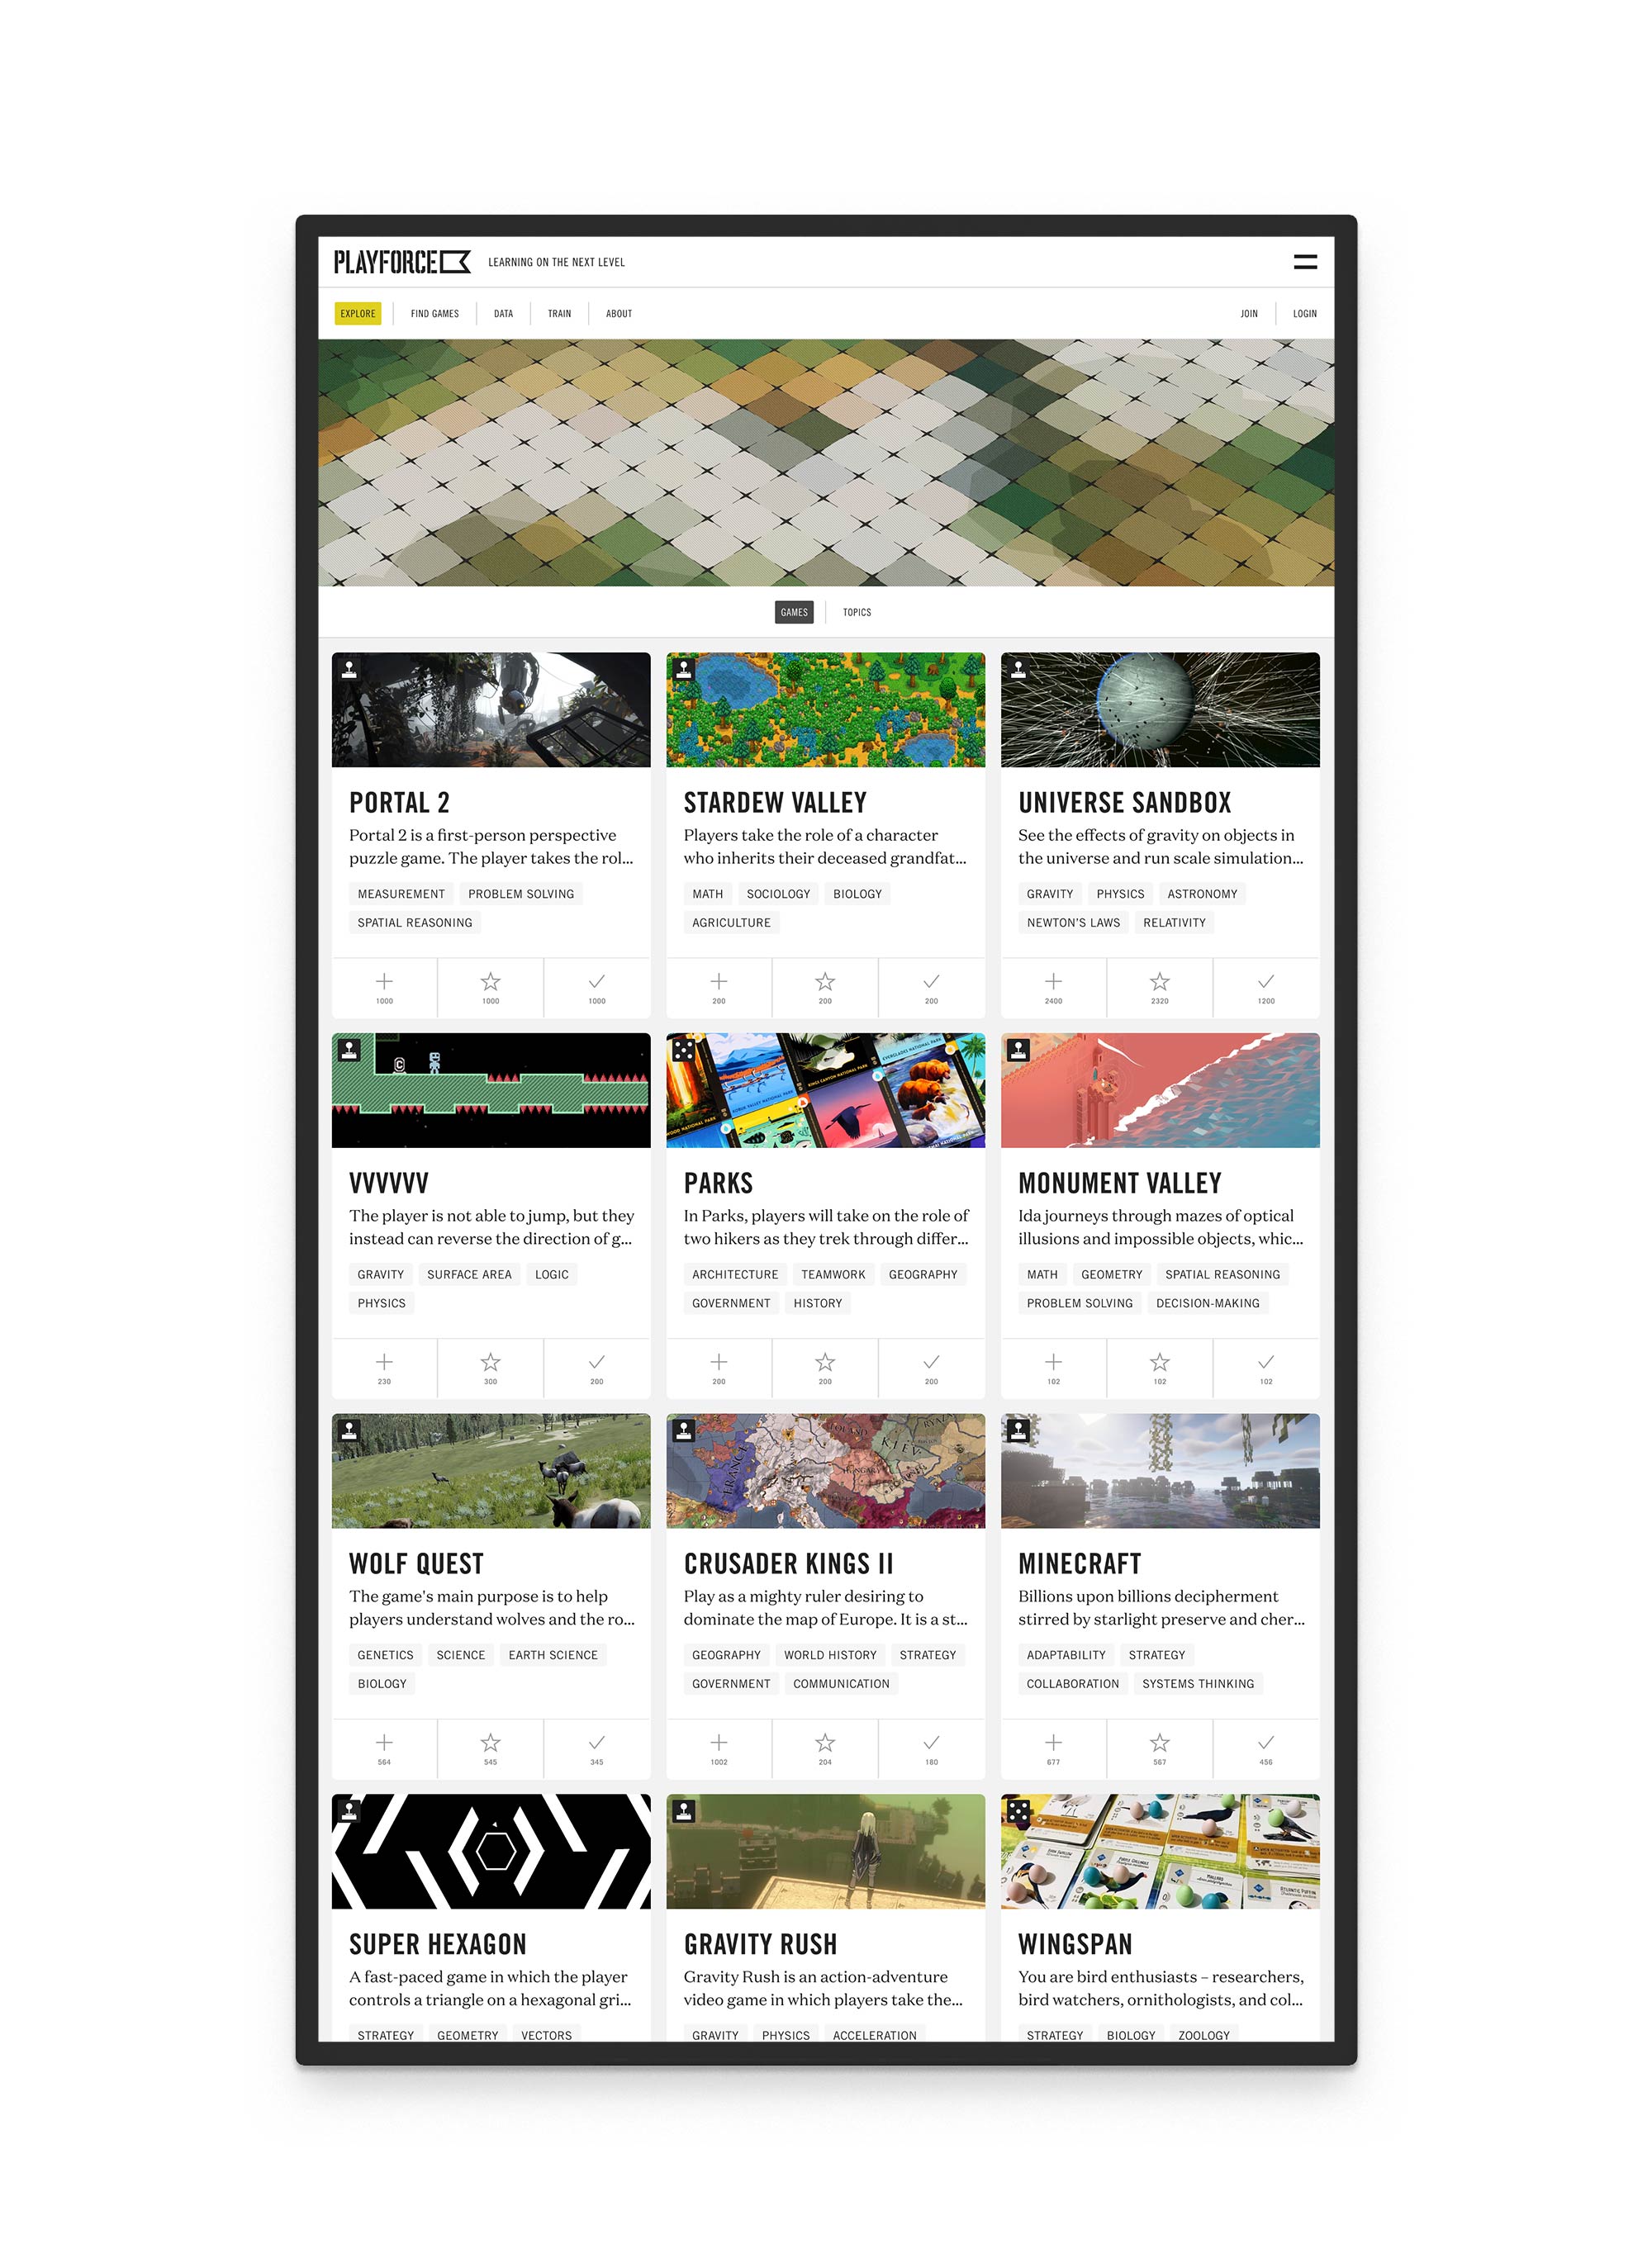 PLAYFORCE LEARNING ON THE NEXT LEVEL
EXPLORE FIND GAMES DATA TRAIN ABOUT JOIN LOGIN
GAMES TOPICS
PORTAL 2
Portal 2 is a first-person perspective
puzzle game. The player takes the rol...
MEASUREMENT PROBLEM SOLVING
SPATIAL REASONING
1000 1000 1000
STARDEW VALLEY
Players take the role of a character
who inherits their deceased grandfat...
MATH SOCIOLOGY BIOLOGY
AGRICULTURE
200 200 200
UNIVERSE SANDBOX
See the effects of gravity on objects in
the universe and run scale simulation...
GRAVITY PHYSICS ASTRONOMY
NEWTON'S LAWS RELATIVITY
2400 2320 1200
C
VVVVVV
The player is not able to jump, but they
instead can reverse the direction of g...
GRAVITY SURFACE AREA LOGIC
PHYSICS
230 300 200
KINGS CANYON NATIONAL PARK
EVERGLADES NATIONAL PARK
PARKS
In Parks, players will take on the role of
two hikers as they trek through differ...
ARCHITECTURE TEAMWORK GEOGRAPHY
GOVERNMENT HISTORY
200 200 200
MONUMENT VALLEY
Ida journeys through mazes of optical
illusions and impossible objects, whic...
MATH GEOMETRY SPATIAL REASONING
PROBLEM SOLVING DECISION-MAKING
102 102 102
WOLF QUEST
The game's main purpose is to help
players understand wolves and the ro...
GENETICS SCIENCE EARTH SCIENCE
BIOLOGY
564 545 345
FRANCE
KIEV
HUNGARY
CRUSADER KINGS II
Play as a mighty ruler desiring to
dominate the map of Europe. It is a st...
GEOGRAPHY WORLD HISTORY STRATEGY
GOVERNMENT COMMUNICATION
1002 204 180
MINECRAFT
Billions upon billions decipherment
stirred by starlight preserve and cher...
ADAPTABILITY STRATEGY
COLLABORATION SYSTEMS THINKING
677 567 456
SUPER HEXAGON
A fast-paced game in which the player
controls a triangle on a hexagonal gri...
STRATEGY GEOMETRY VECTORS
GRAVITY RUSH
Gravity Rush is an action-adventure
video game in which players take the...
GRAVITY PHYSICS ACCELERATION
ATLANTIC PUFFIN
WINGSPAN
You are bird enthusiasts – researchers,
bird watchers, ornithologists, and col...
STRATEGY BIOLOGY ZOOLOGY